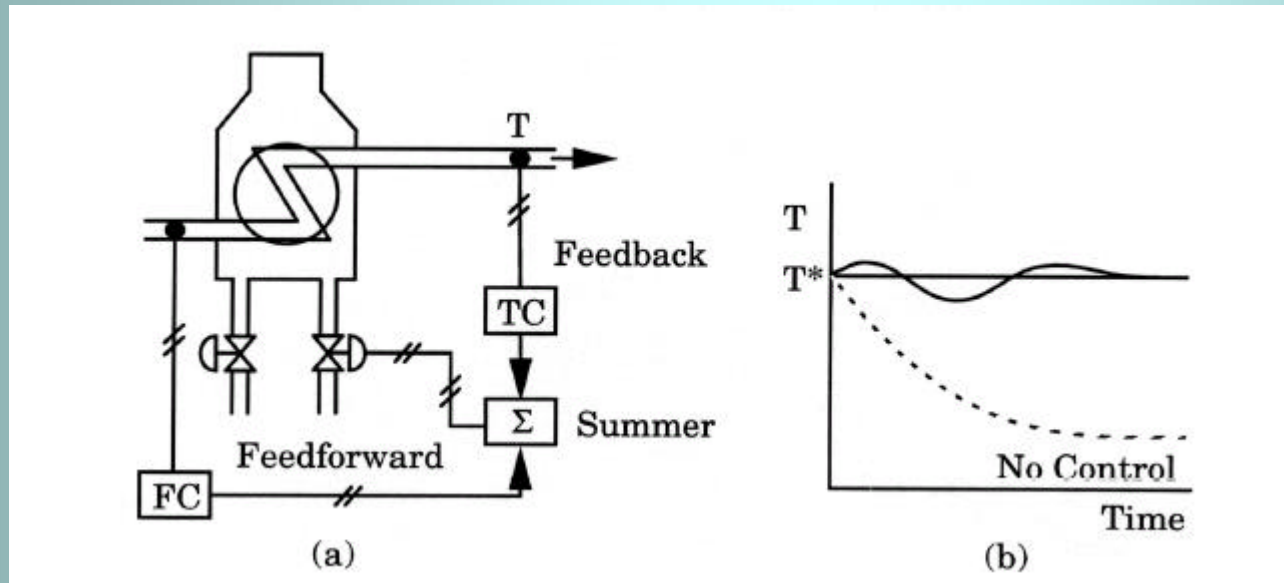 T
Feedback
TC
Σ
Summer
Feedforward
FC
(a)
T
T*
No Control
Time
(b)